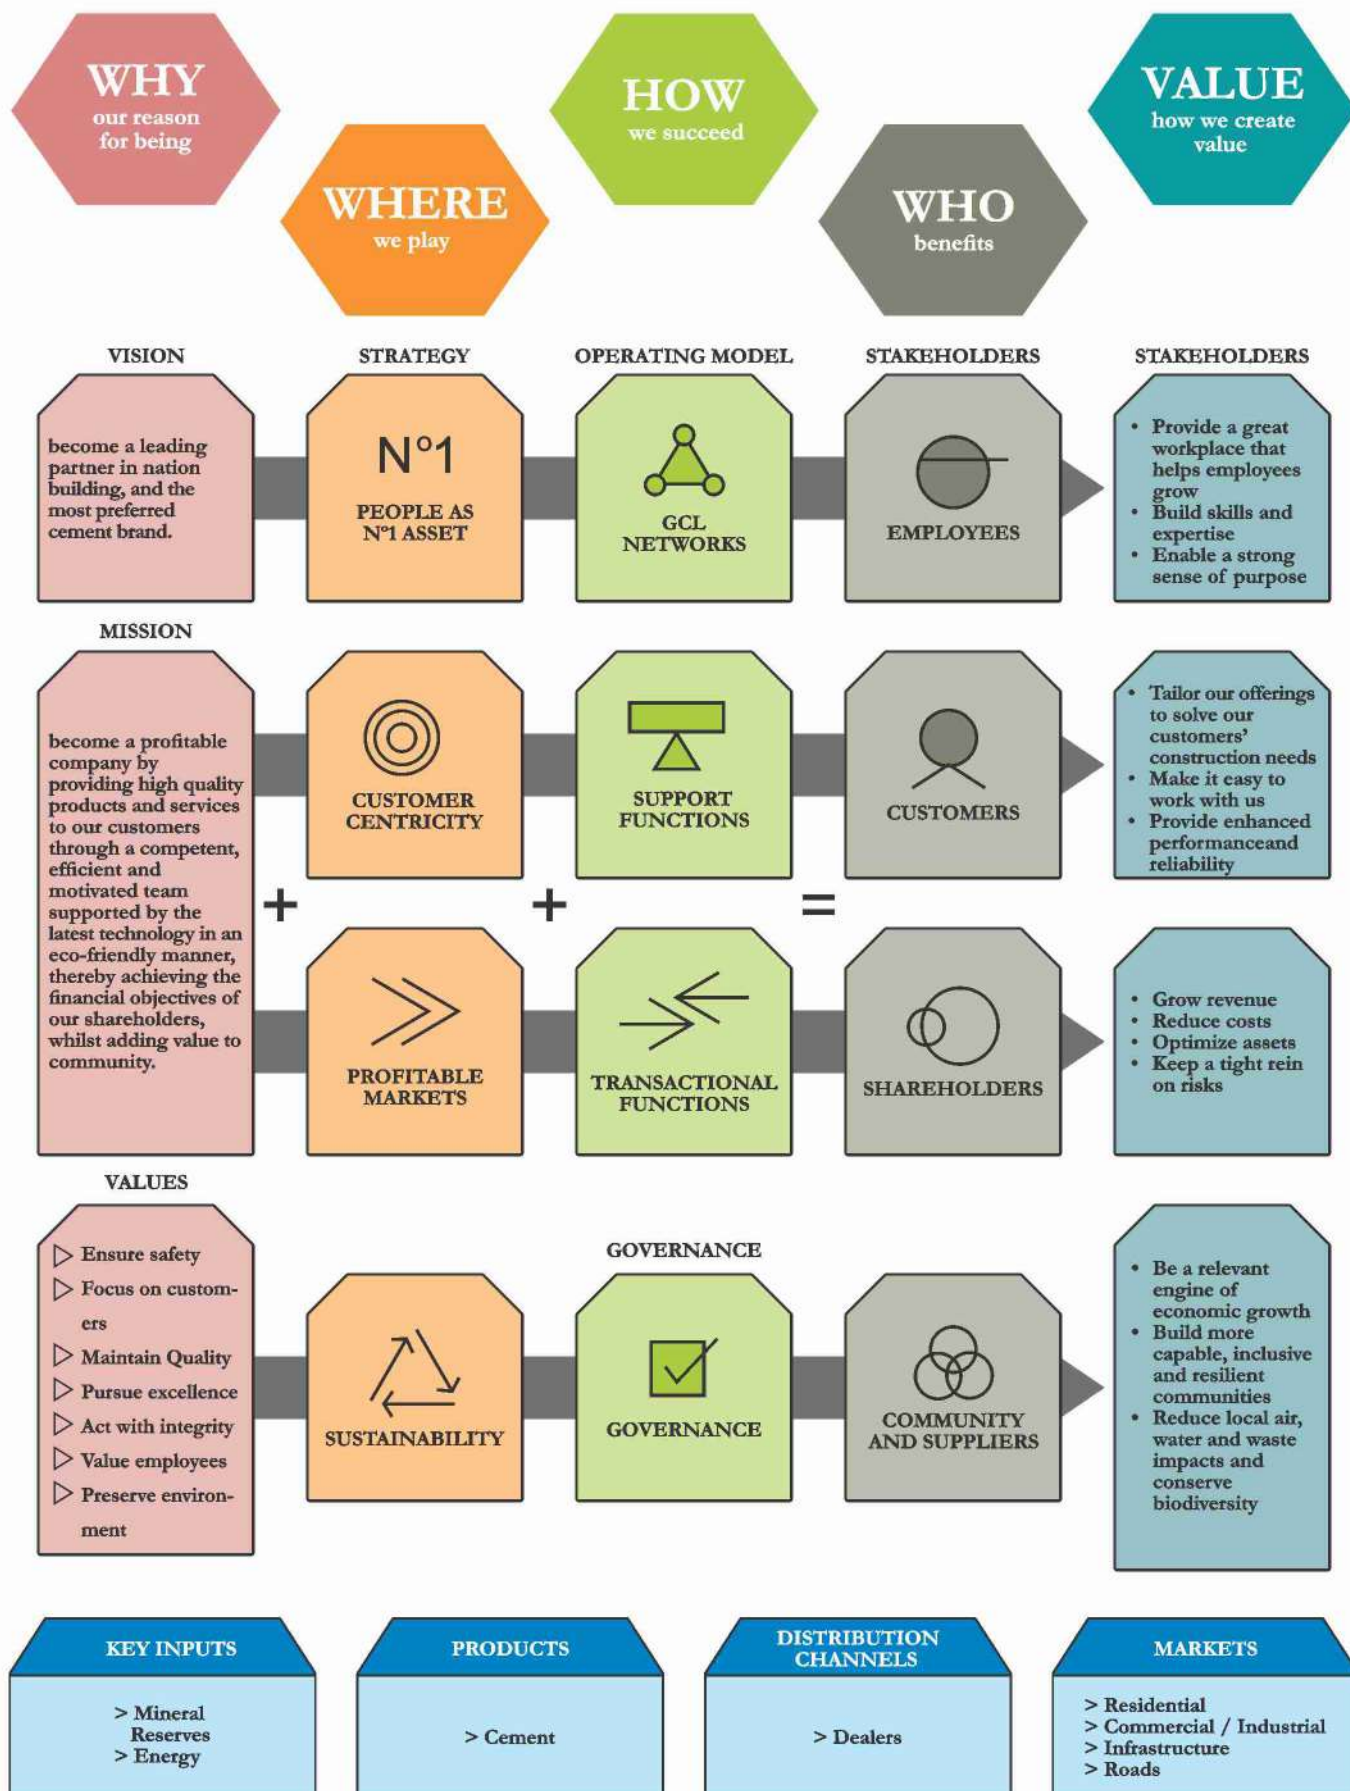 WHY
our reason
for being
WHERE
we play
HOW
we succeed
WHO
benefits
VALUE
how we create
value
VISION
become a leading
partner in nation
building, and the
most preferred
cement brand.
STRATEGY
N°1
PEOPLE AS
N°1 ASSET
OPERATING MODEL
GCL
NETWORKS
STAKEHOLDERS
EMPLOYEES
STAKEHOLDERS
• Provide a great
workplace that
helps employees
grow
• Build skills and
expertise
• Enable a strong
sense of purpose
MISSION
become a profitable
company by
providing high quality
products and services
to our customers
through a competent,
efficient and
motivated team
supported by the
latest technology in an
eco-friendly manner,
thereby achieving the
financial objectives of
our shareholders,
whilst adding value to
community.
+
CUSTOMER
CENTRICITY
+
SUPPORT
FUNCTIONS
=
CUSTOMERS
• Tailor our offerings
to solve our
customers'
construction needs
• Make it easy to
work with us
• Provide enhanced
performanceand
reliability
PROFITABLE
MARKETS
TRANSACTIONAL
FUNCTIONS
SHAREHOLDERS
• Grow revenue
• Reduce costs
• Optimize assets
• Keep a tight rein
on risks
VALUES
Ensure safety
Focus on custom-
ers
Maintain Quality
Pursue excellence
Act with integrity
Value employees
Preserve environ-
ment
SUSTAINABILITY
GOVERNANCE
GOVERNANCE
COMMUNITY
AND SUPPLIERS
• Be a relevant
engine of
economic growth
• Build more
capable, inclusive
and resilient
communities
• Reduce local air,
water and waste
impacts and
conserve
biodiversity
KEY INPUTS
> Mineral
Reserves
> Energy
PRODUCTS
> Cement
DISTRIBUTION
CHANNELS
> Dealers
MARKETS
> Residential
> Commercial / Industrial
> Infrastructure
> Roads